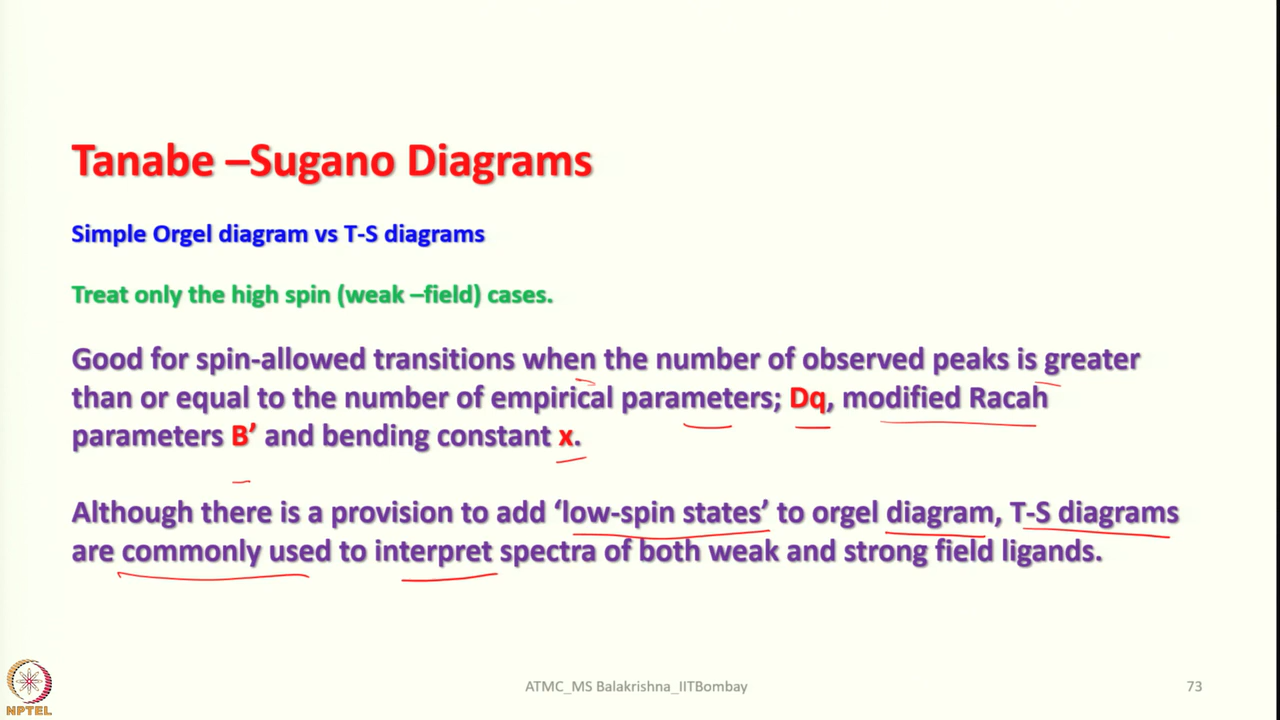 Tanabe –Sugano Diagrams
Simple Orgel diagram vs T-S diagrams
Treat only the high spin (weak –field) cases.
Good for spin-allowed transitions when the number of observed peaks is greater
than or equal to the number of empirical parameters; Dq, modified Racah
parameters B’ and bending constant x.
Although there is a provision to add ‘low-spin states’ to orgel diagram, T-S diagrams
are commonly used to interpret spectra of both weak and strong field ligands.
NPTEL
ATMC_MS Balakrishna_IITBombay
73